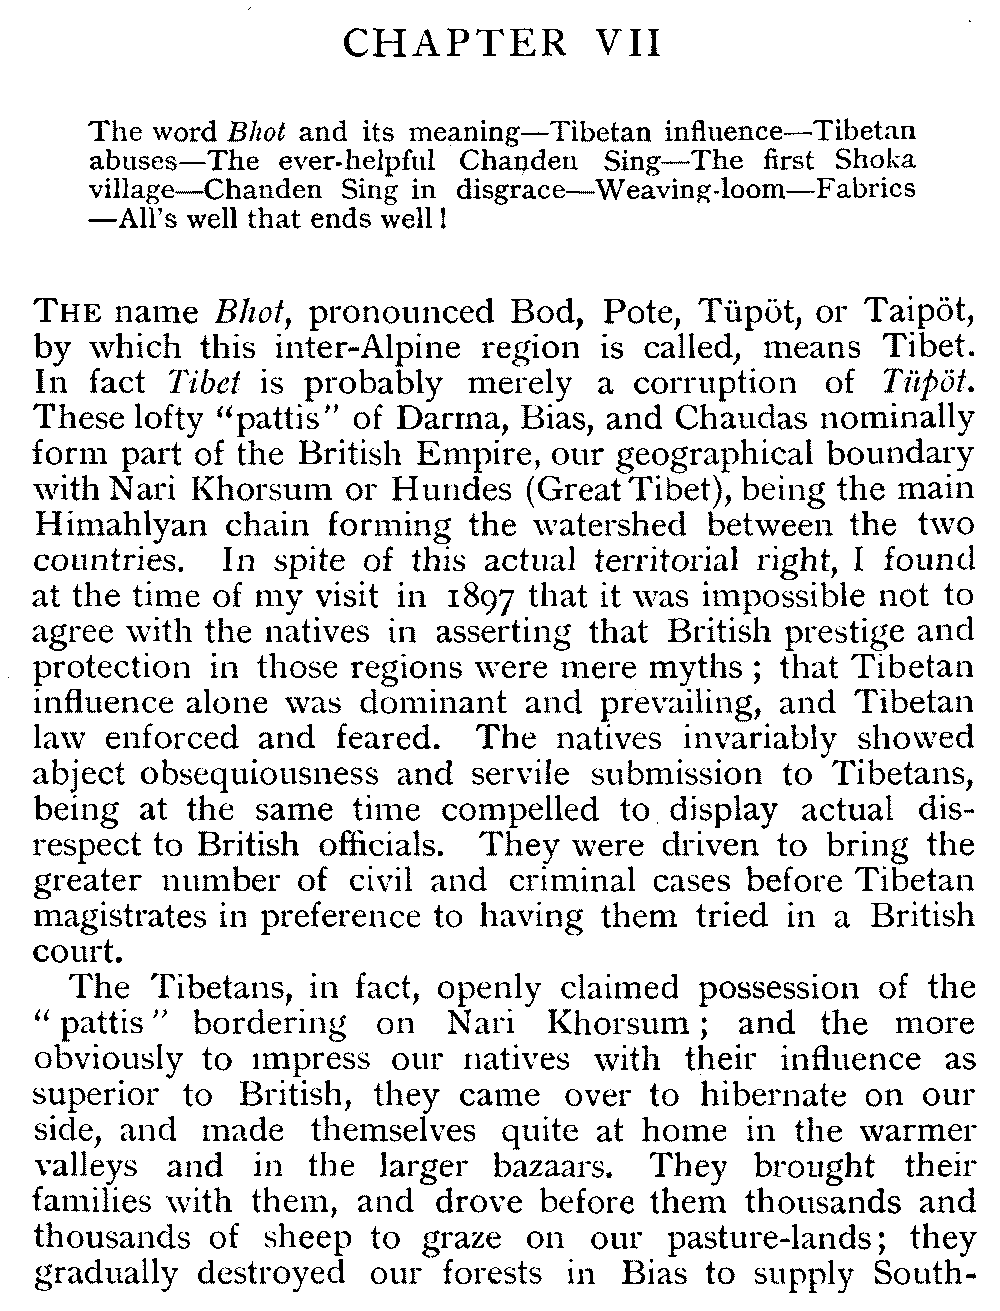 CHAPTER VII
The word Bhot and its meaning—Tibetan influence—Tibetan
abuses—The ever-helpful Chanden Sing—The first Shoka
village—Chanden Sing in disgrace—Weaving-loom—Fabrics
—All's well that ends well!
THE name Bhot, pronounced Bod, Pote, Tüpöt, or Taipöt,
by which this inter-Alpine region is called, means Tibet.
In fact Tibet is probably merely a corruption of Tüpöt.
These lofty "pattis" of Darma, Bias, and Chaudas nominally
form part of the British Empire, our geographical boundary
with Nari Khorsum or Hundes (Great Tibet), being the main
Himahlyan chain forming the watershed between the two
countries. In spite of this actual territorial right, I found
at the time of my visit in 1897 that it was impossible not to
agree with the natives in asserting that British prestige and
protection in those regions were mere myths; that Tibetan
influence alone was dominant and prevailing, and Tibetan
law enforced and feared. The natives invariably showed
abject obsequiousness and servile submission to Tibetans,
being at the same time compelled to display actual dis-
respect to British officials. They were driven to bring the
greater number of civil and criminal cases before Tibetan
magistrates in preference to having them tried in a British
court.
The Tibetans, in fact, openly claimed possession of the
"pattis" bordering on Nari Khorsum; and the more
obviously to impress our natives with their influence as
superior to British, they came over to hibernate on our
side, and made themselves quite at home in the warmer
valleys and in the larger bazaars. They brought their
families with them, and drove before them thousands and
thousands of sheep to graze on our pasture-lands; they
gradually destroyed our forests in Bias to supply South-